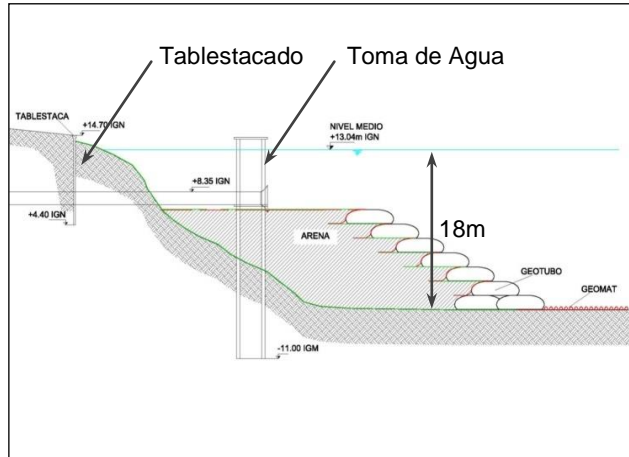 Tablestacado
Toma de Agua
TABLESTACA
+14.70 IGN
NIVEL MEDIO
+13.04m IGN
+8.35 IGN
+4.40 IGN
ARENA
18m
GEOTUBO
GEOMAT
-11.00 IGM